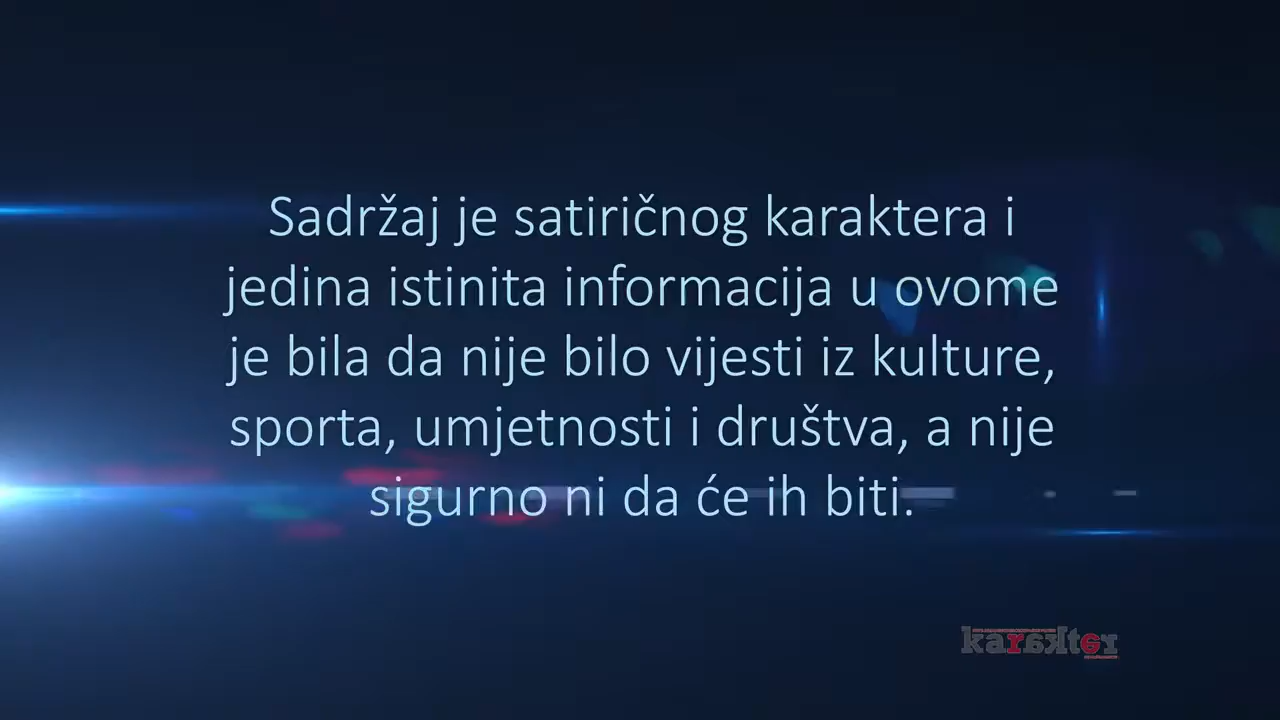 Sadržaj je satiričnog karaktera i
jedina istinita informacija u ovome
je bila da nije bilo vijesti iz kulture,
sporta, umjetnosti i društva, a nije
sigurno ni da će ih biti.
karakter